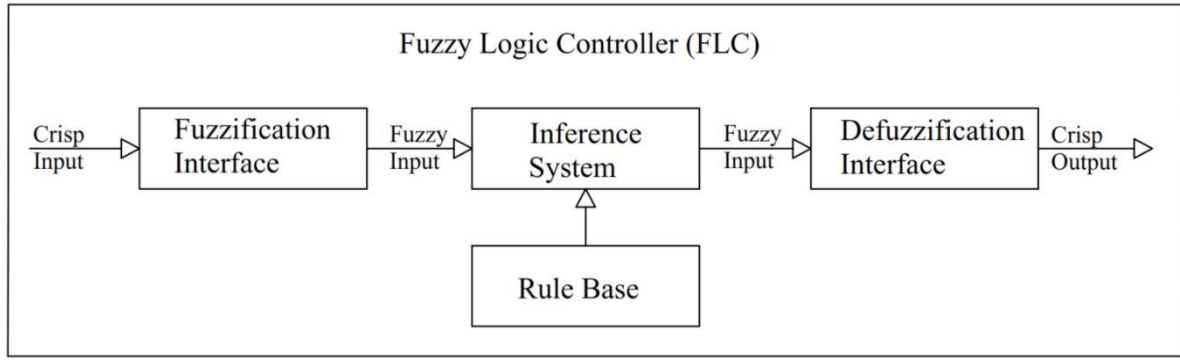 Fuzzy Logic Controller (FLC)
Crisp
Input
Fuzzification
Interface
Fuzzy
Input
Inference
System
Fuzzy
Input
Defuzzification
Interface
Crisp
Output
Rule Base